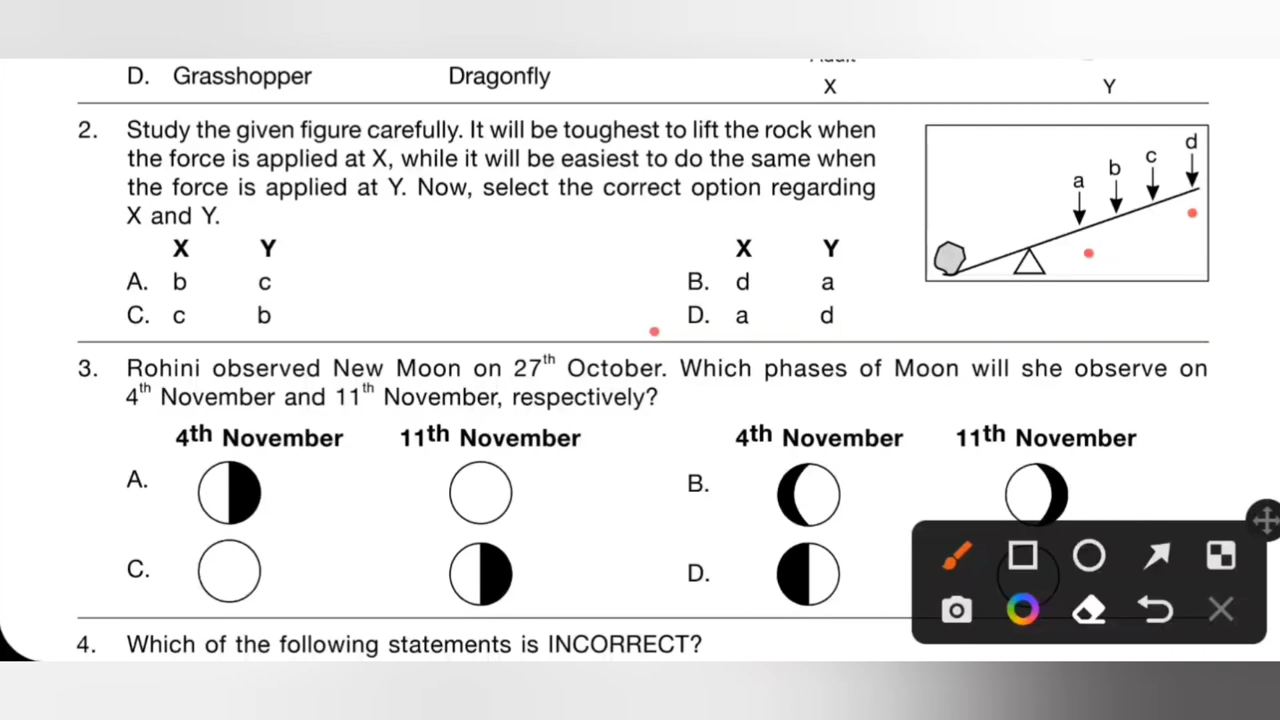 D. Grasshopper Dragonfly
X Y
2. Study the given figure carefully. It will be toughest to lift the rock when
the force is applied at X, while it will be easiest to do the same when
the force is applied at Y. Now, select the correct option regarding
X and Y.
a b c d
X Y X Y
A. b c B. d a
C. c b D. a d
3. Rohini observed New Moon on 27th October. Which phases of Moon will she observe on
4th November and 11th November, respectively?
4th November 11th November 4th November 11th November
A. B.
C. D.
4. Which of the following statements is INCORRECT?